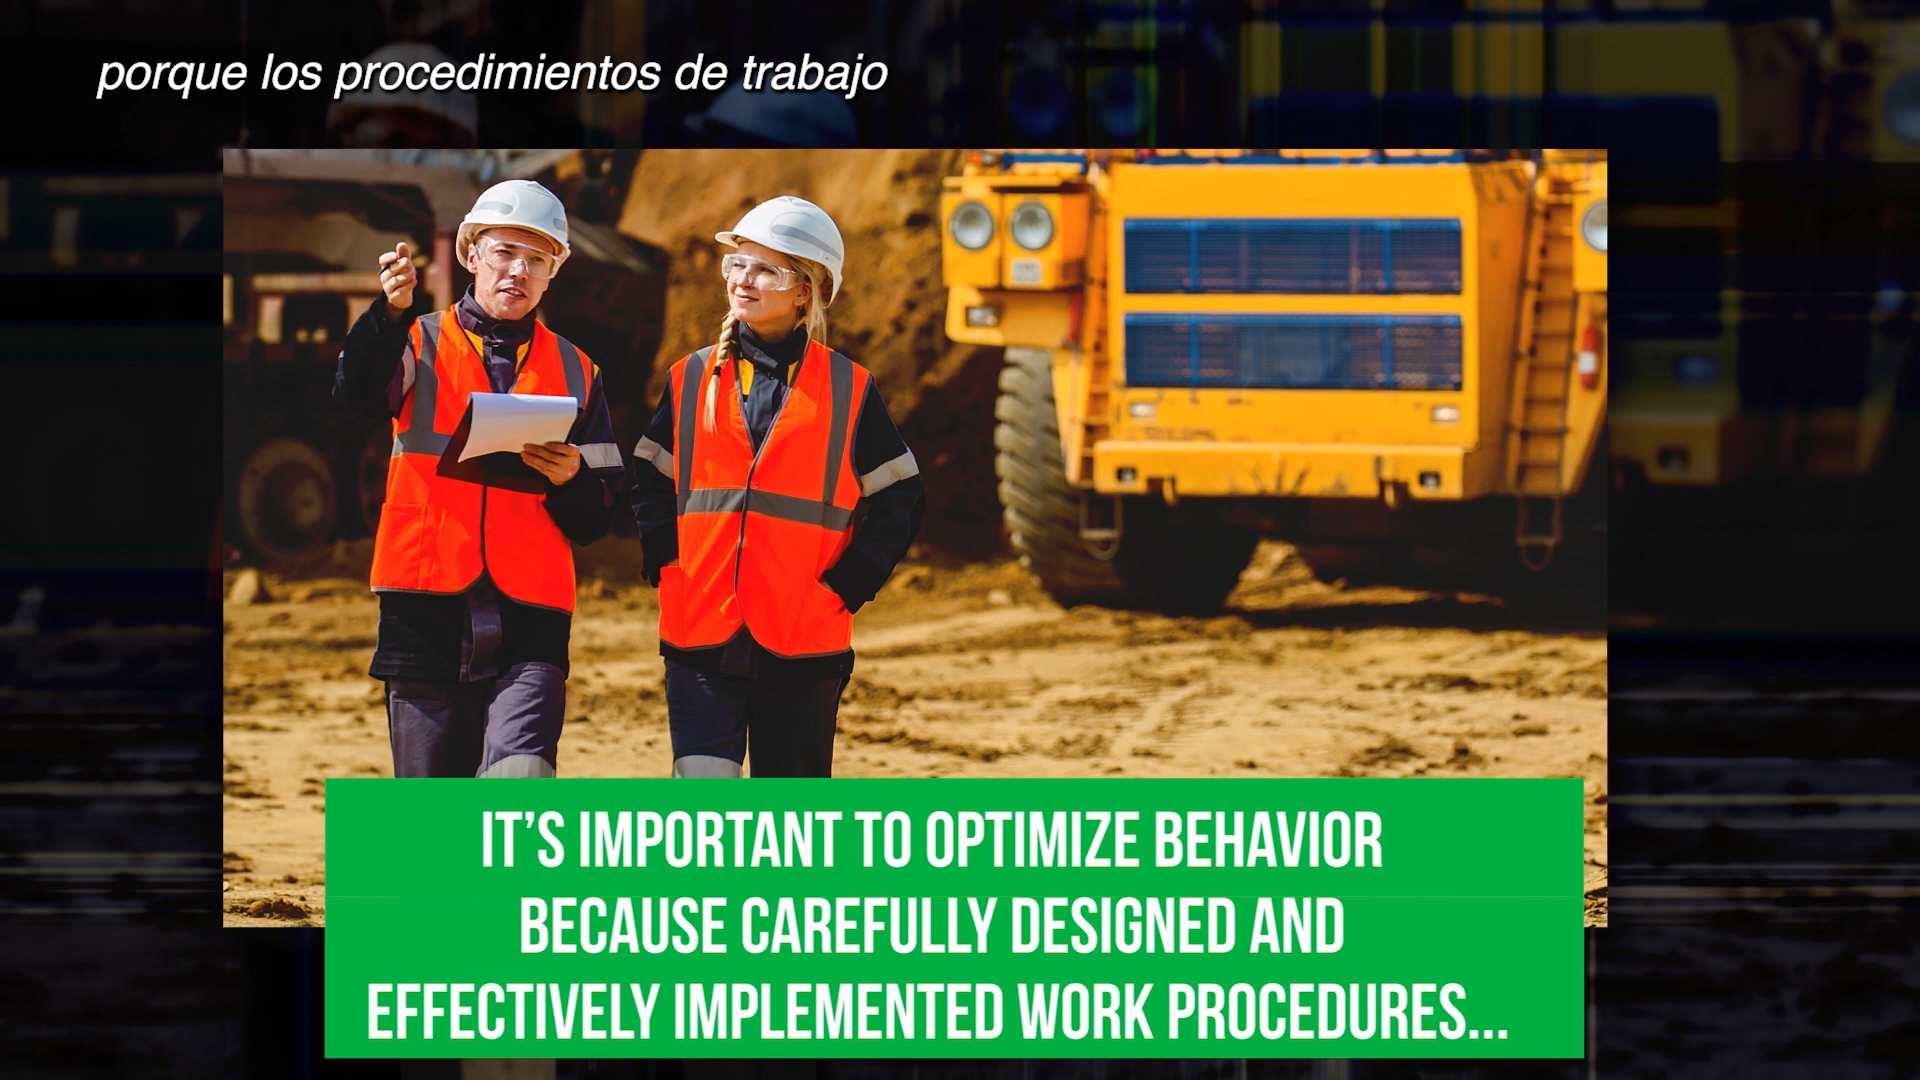 porque los procedimientos de trabajo
IT'S IMPORTANT TO OPTIMIZE BEHAVIOR
BECAUSE CAREFULLY DESIGNED AND
EFFECTIVELY IMPLEMENTED WORK PROCEDURES...